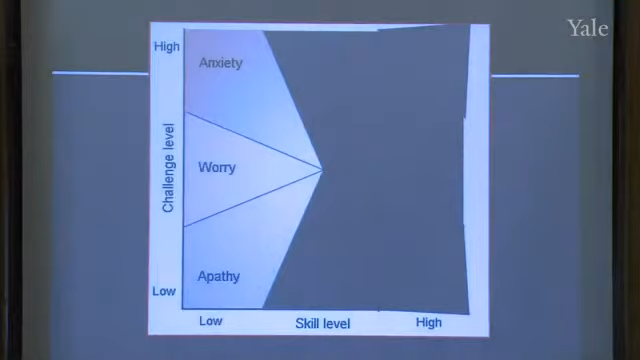 Yale
High
Anxiety
Challenge level
Worry
Apathy
Low
Low
Skill level
High